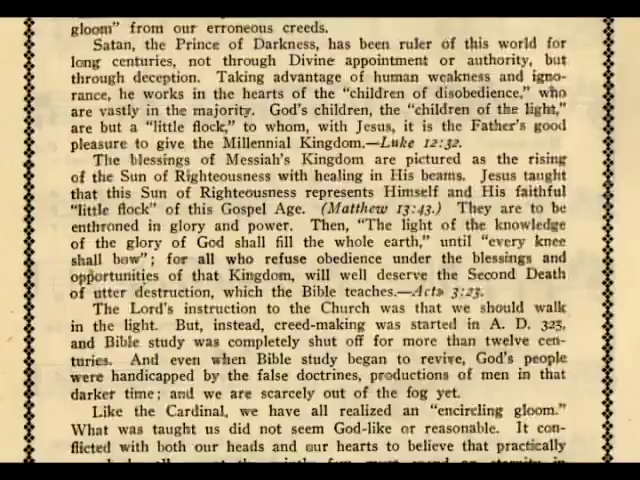 gloom" from our erroneous creeds.
Satan, the Prince of Darkness, has been ruler of this world for
long centuries, not through Divine appointment or authority, but
through deception. Taking advantage of human weakness and igno-
rance, he works in the hearts of the "children of disobedience," who
are vastly in the majority. God's children, the "children of the light,"
are but a "little flock," to whom, with Jesus, it is the Father's good
pleasure to give the Millennial Kingdom.—Luke 12:32.
The blessings of Messiah's Kingdom are pictured as the rising
of the Sun of Righteousness with healing in His beams. Jesus taught
that this Sun of Righteousness represents Himself and His faithful
"little flock" of this Gospel Age. (Matthew 13:43.) They are to be
enthroned in glory and power. Then, "The light of the knowledge
of the glory of God shall fill the whole earth," until "every knee
shall bow"; for all who refuse obedience under the blessings and
opportunities of that Kingdom, will well deserve the Second Death
of utter destruction, which the Bible teaches.—Acts 3:23.
The Lord's instruction to the Church was that we should walk
in the light. But, instead, creed-making was started in A. D. 325,
and Bible study was completely shut off for more than twelve cen-
turies. And even when Bible study began to revive, God's people
were handicapped by the false doctrines, productions of men in that
darker time; and we are scarcely out of the fog yet.
Like the Cardinal, we have all realized an "encircling gloom."
What was taught us did not seem God-like or reasonable. It con-
flicted with both our heads and our hearts to believe that practically